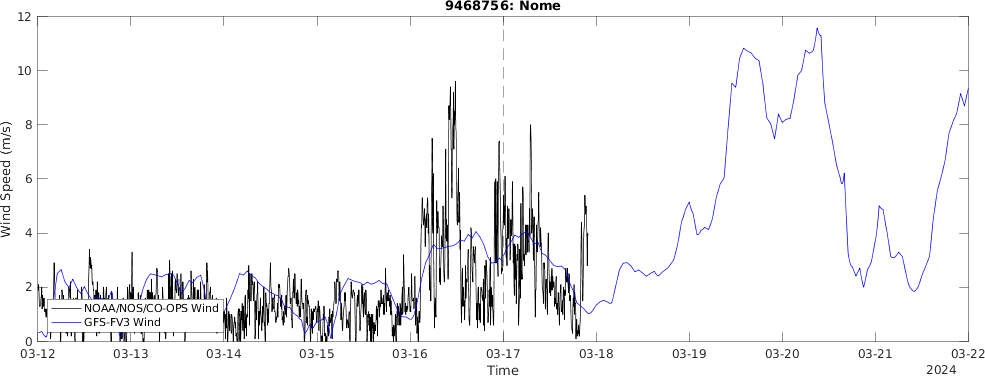 9468756: Nome
12
10
8
6
4
2
0
Wind Speed (m/s)
NOAA/NOS/CO-OPS Wind
GFS-FV3 Wind
03-12 03-13 03-14 03-15 03-16 03-17 03-18 03-19 03-20 03-21 03-22
Time
2024